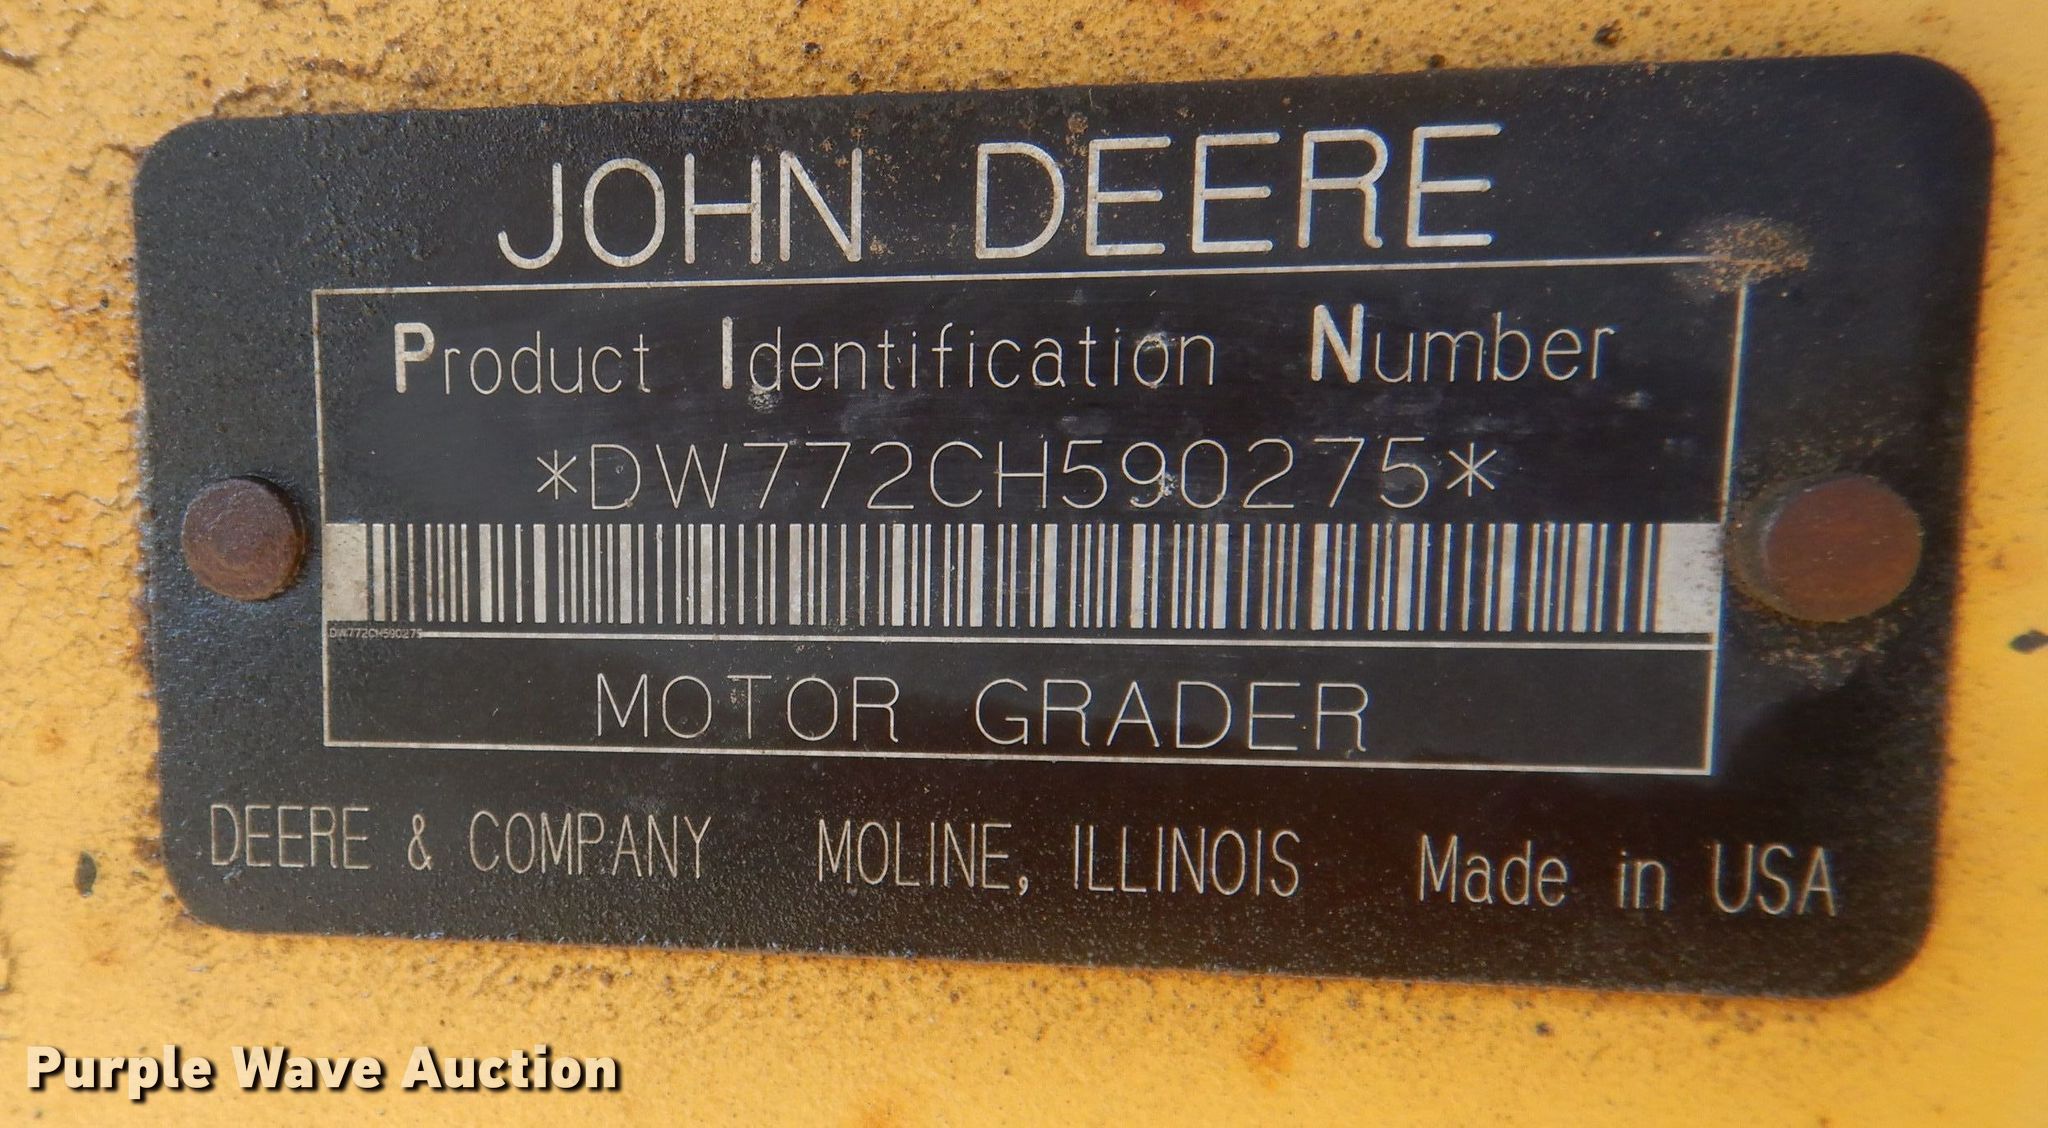 JOHN DEERE
Product Identification Number
*DW772CH590275*
DW772CH590275
MOTOR GRADER
DEERE & COMPANY MOLINE, ILLINOIS Made in USA
Purple Wave Auction